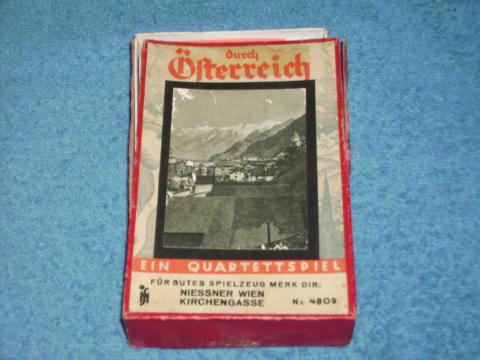 durch
Österreich
EIN QUARTETTSPIEL
FÜR GUTES SPIELZEUG MERK DIR:
NIESSNER WIEN
KIRCHENGASSE
Nr. 4809